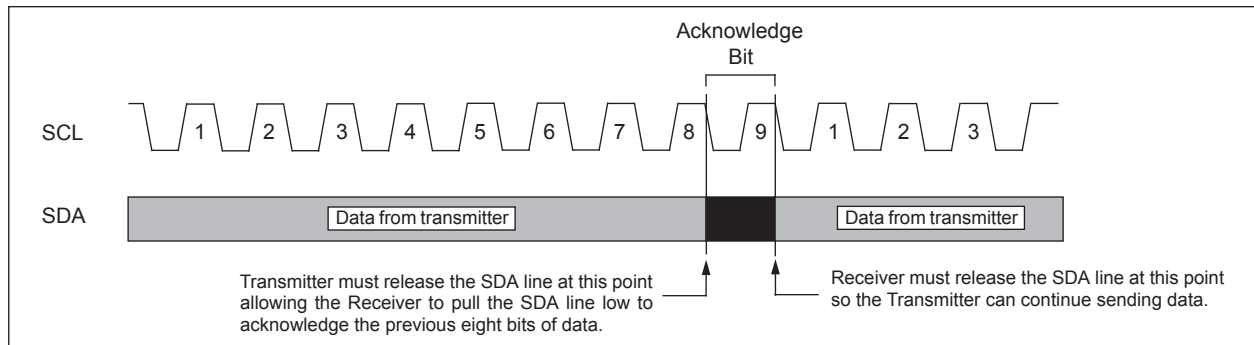 Acknowledge
Bit
SCL
1 2 3 4 5 6 7 8 9 1 2 3
SDA
Data from transmitter
Data from transmitter
Transmitter must release the SDA line at this point
allowing the Receiver to pull the SDA line low to
acknowledge the previous eight bits of data.
Receiver must release the SDA line at this point
so the Transmitter can continue sending data.